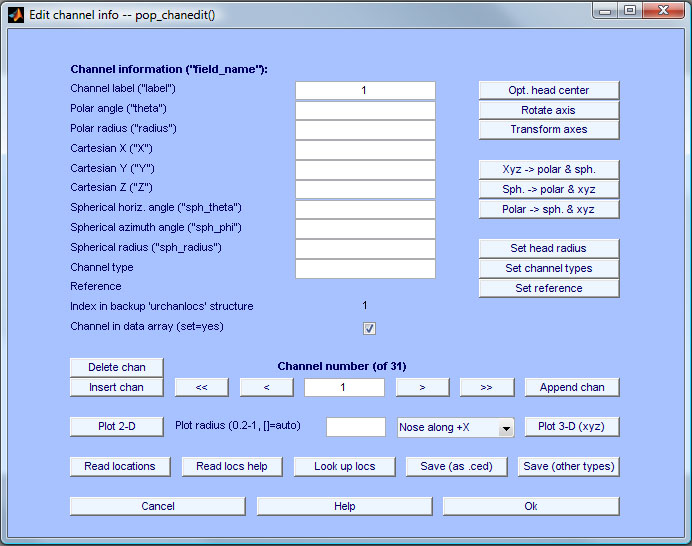 Edit channel info -- pop_chanedit()
Channel information ("field_name"):
Channel label ("label") 1 Opt. head center
Polar angle ("theta") Rotate axis
Polar radius ("radius") Transform axes
Cartesian X ("X")
Cartesian Y ("Y") Xyz -> polar & sph.
Cartesian Z ("Z") Sph. -> polar & xyz
Spherical horiz. angle ("sph_theta") Polar -> sph. & xyz
Spherical azimuth angle ("sph_phi")
Spherical radius ("sph_radius") Set head radius
Channel type Set channel types
Reference Set reference
Index in backup 'urchanlocs' structure 1
Channel in data array (set=yes)
Delete chan Channel number (of 31)
Insert chan << < 1 > >> Append chan
Plot 2-D Plot radius (0.2-1, []=auto) Nose along +X Plot 3-D (xyz)
Read locations Read locs help Look up locs Save (as .ced) Save (other types)
Cancel Help Ok